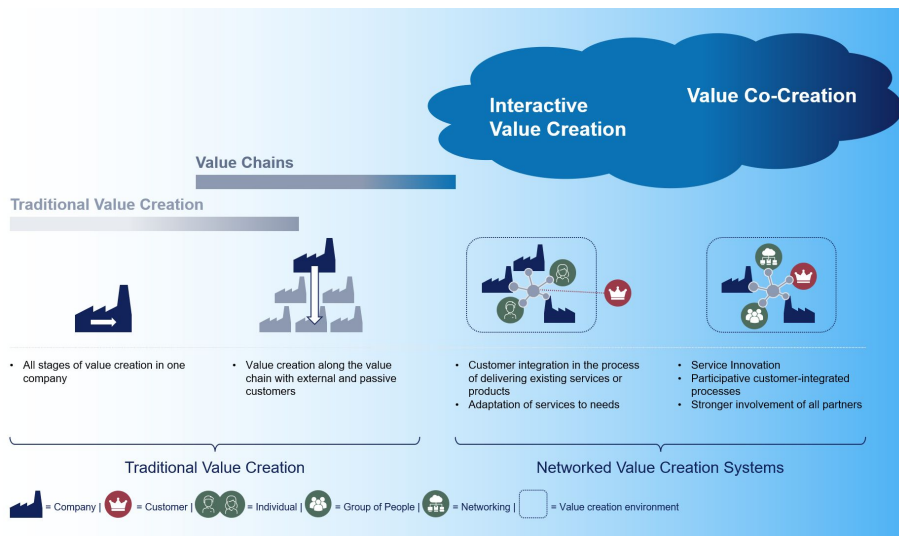 Interactive
Value Creation
Value Co-Creation
Value Chains
Traditional Value Creation
• All stages of value creation in one
company
• Value creation along the value
chain with external and passive
customers
• Customer integration in the process
of delivering existing services or
products
• Adaptation of services to needs
• Service Innovation
• Participative customer-integrated
processes
• Stronger involvement of all partners
Traditional Value Creation
Networked Value Creation Systems
= Company | = Customer | = Individual | = Group of People | = Networking | = Value creation environment